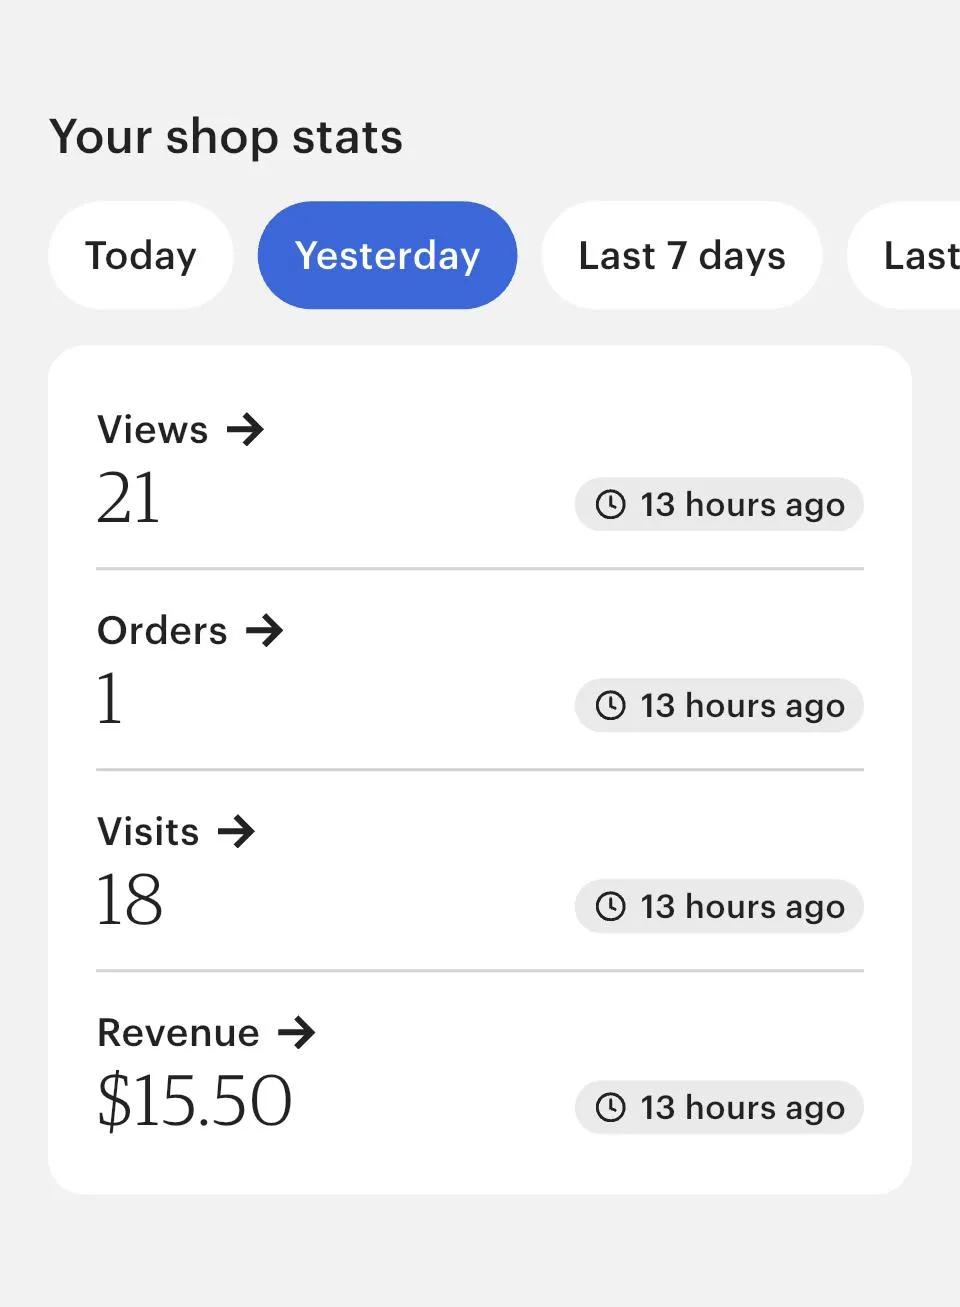 Your shop stats
Today Yesterday Last 7 days Last
Views →
21 13 hours ago
Orders →
1 13 hours ago
Visits →
18 13 hours ago
Revenue →
$15.50 13 hours ago